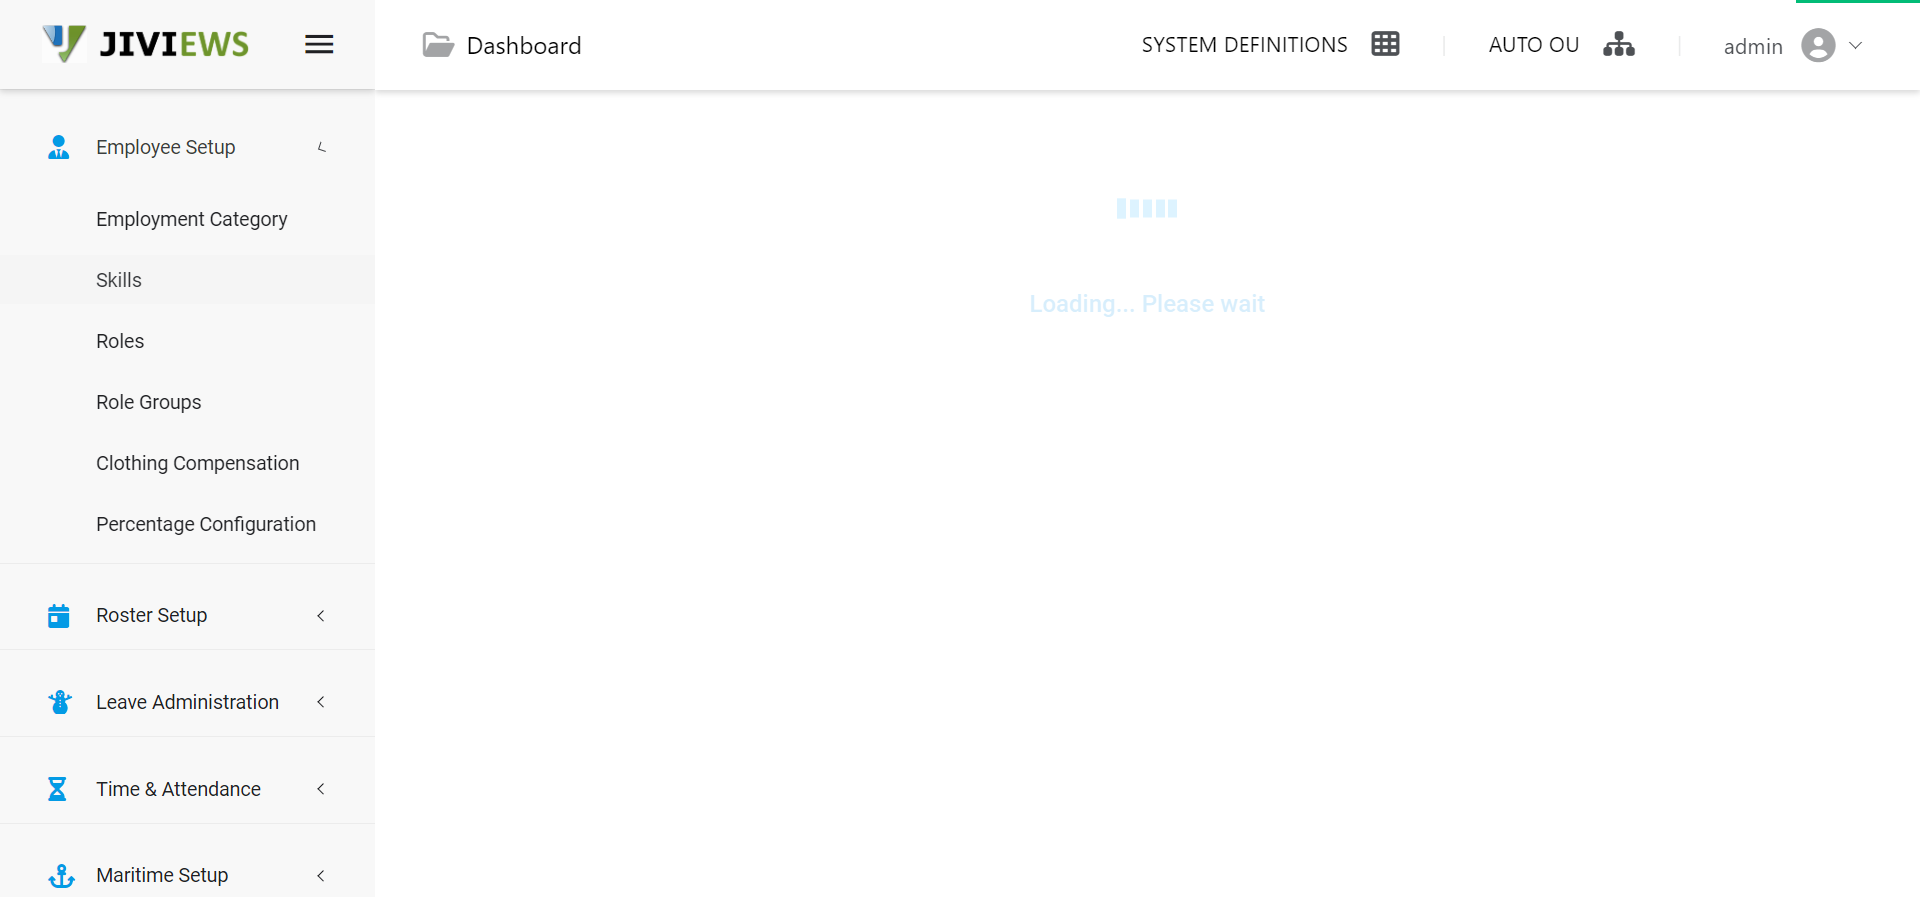 JIVIEWS
Dashboard
SYSTEM DEFINITIONS
AUTO OU
admin
Employee Setup
Employment Category
Skills
Roles
Role Groups
Clothing Compensation
Percentage Configuration
Roster Setup
Leave Administration
Time & Attendance
Maritime Setup
Loading... Please wait